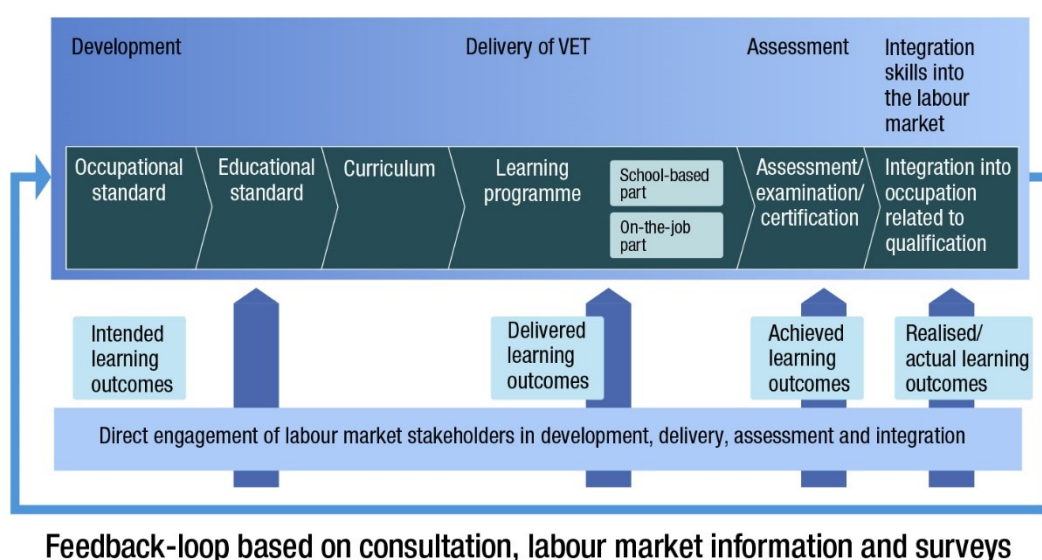 Development
Delivery of VET
Assessment
Integration
skills into
the labour
market
Occupational
standard
Educational
standard
Curriculum
Learning
programme
School-based
part
On-the-job
part
Assessment/
examination/
certification
Integration into
occupation
related to
qualification
Intended
learning
outcomes
Delivered
learning
outcomes
Achieved
learning
outcomes
Realised/
actual learning
outcomes
Direct engagement of labour market stakeholders in development, delivery, assessment and integration
Feedback-loop based on consultation, labour market information and surveys